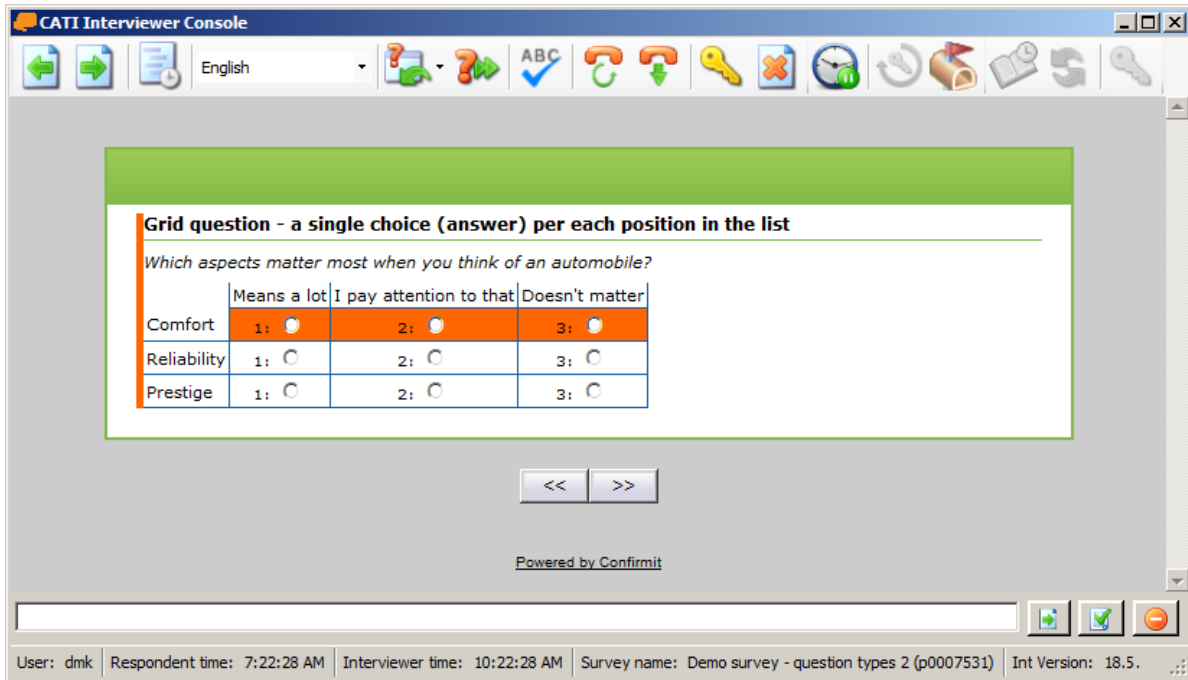 CATI Interviewer Console
English
ABC
Grid question - a single choice (answer) per each position in the list
Which aspects matter most when you think of an automobile?
Means a lot I pay attention to that Doesn't matter
Comfort 1: 2: 3:
Reliability 1: 2: 3:
Prestige 1: 2: 3:
<< >>
Powered by Confirmit
User: dmk Respondent time: 7:22:28 AM Interviewer time: 10:22:28 AM Survey name: Demo survey - question types 2 (p0007531) Int Version: 18.5.